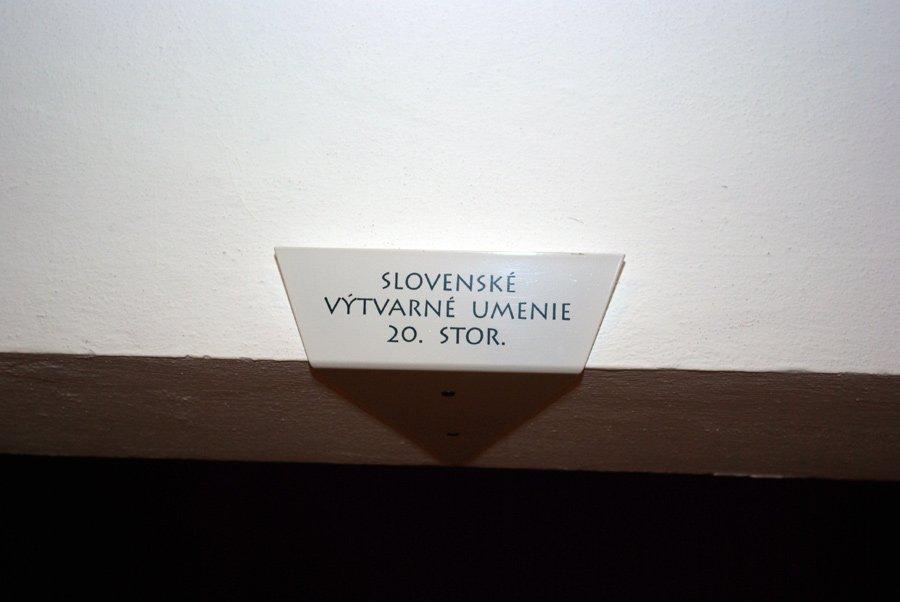 SLOVENSKÉ
VÝTVARNÉ UMENIE
20. STOR.